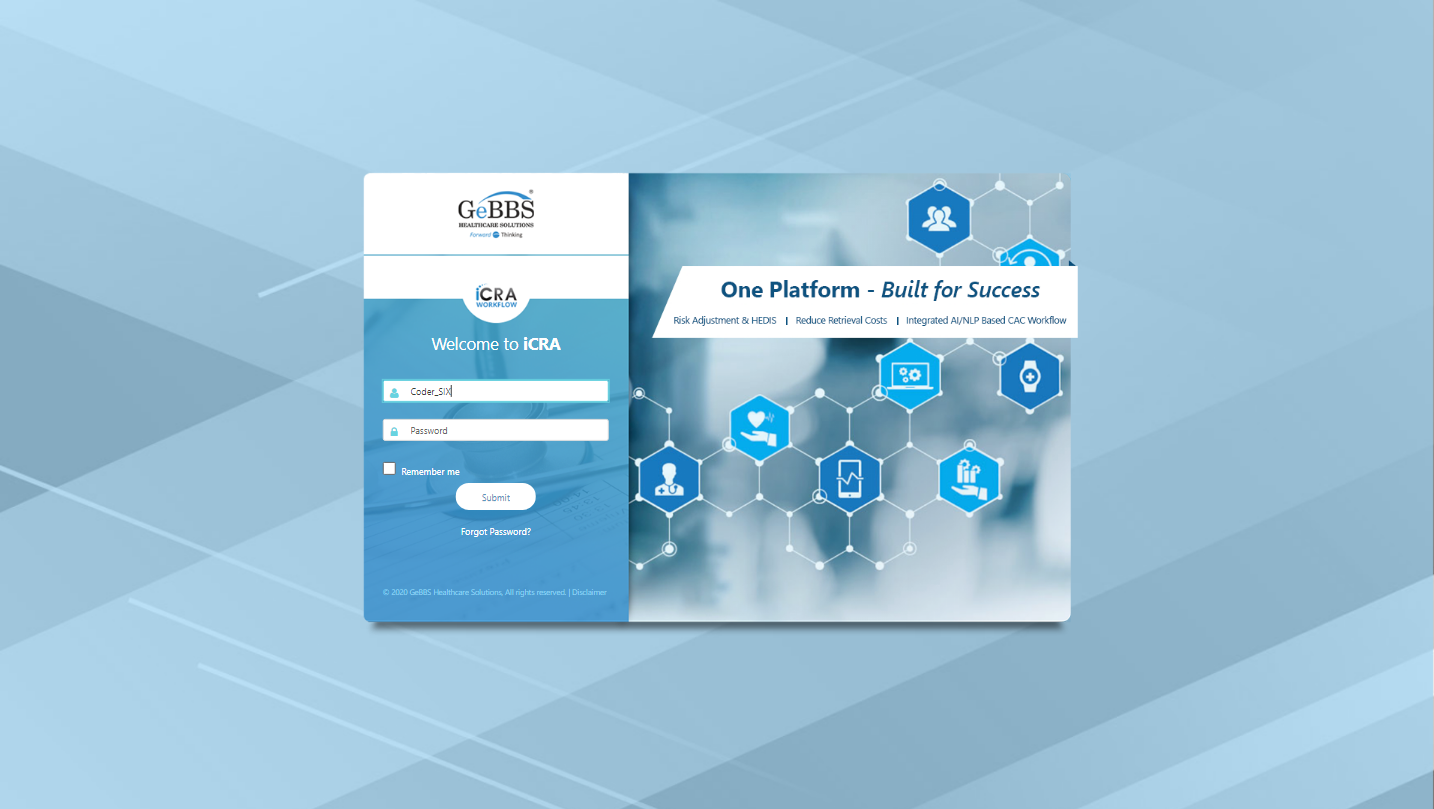 GeBBS®
HEALTHCARE SOLUTIONS
Forward Thinking
iCRA
WORKFLOW
Welcome to iCRA
Coder_SIX
Password
Remember me
Submit
Forgot Password?
© 2020 GeBBS Healthcare Solutions, All rights reserved. | Disclaimer
One Platform - Built for Success
Risk Adjustment & HEDIS | Reduce Retrieval Costs | Integrated AI/NLP Based CAC Workflow